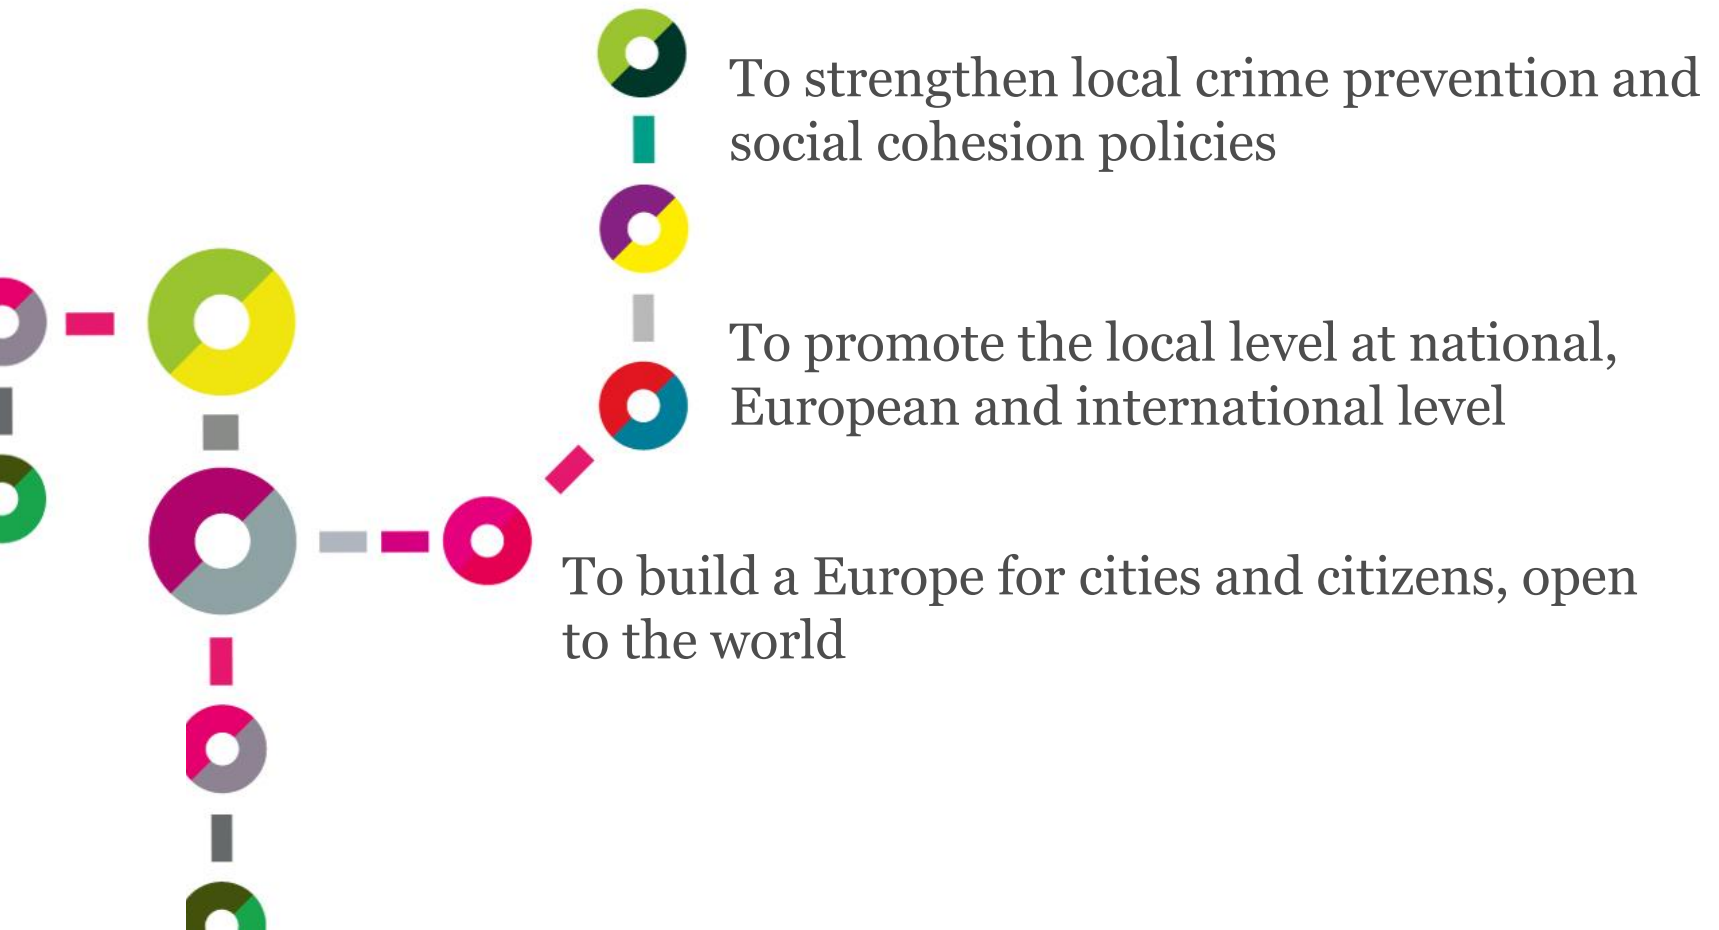 To strengthen local crime prevention and
social cohesion policies
To promote the local level at national,
European and international level
To build a Europe for cities and citizens, open
to the world